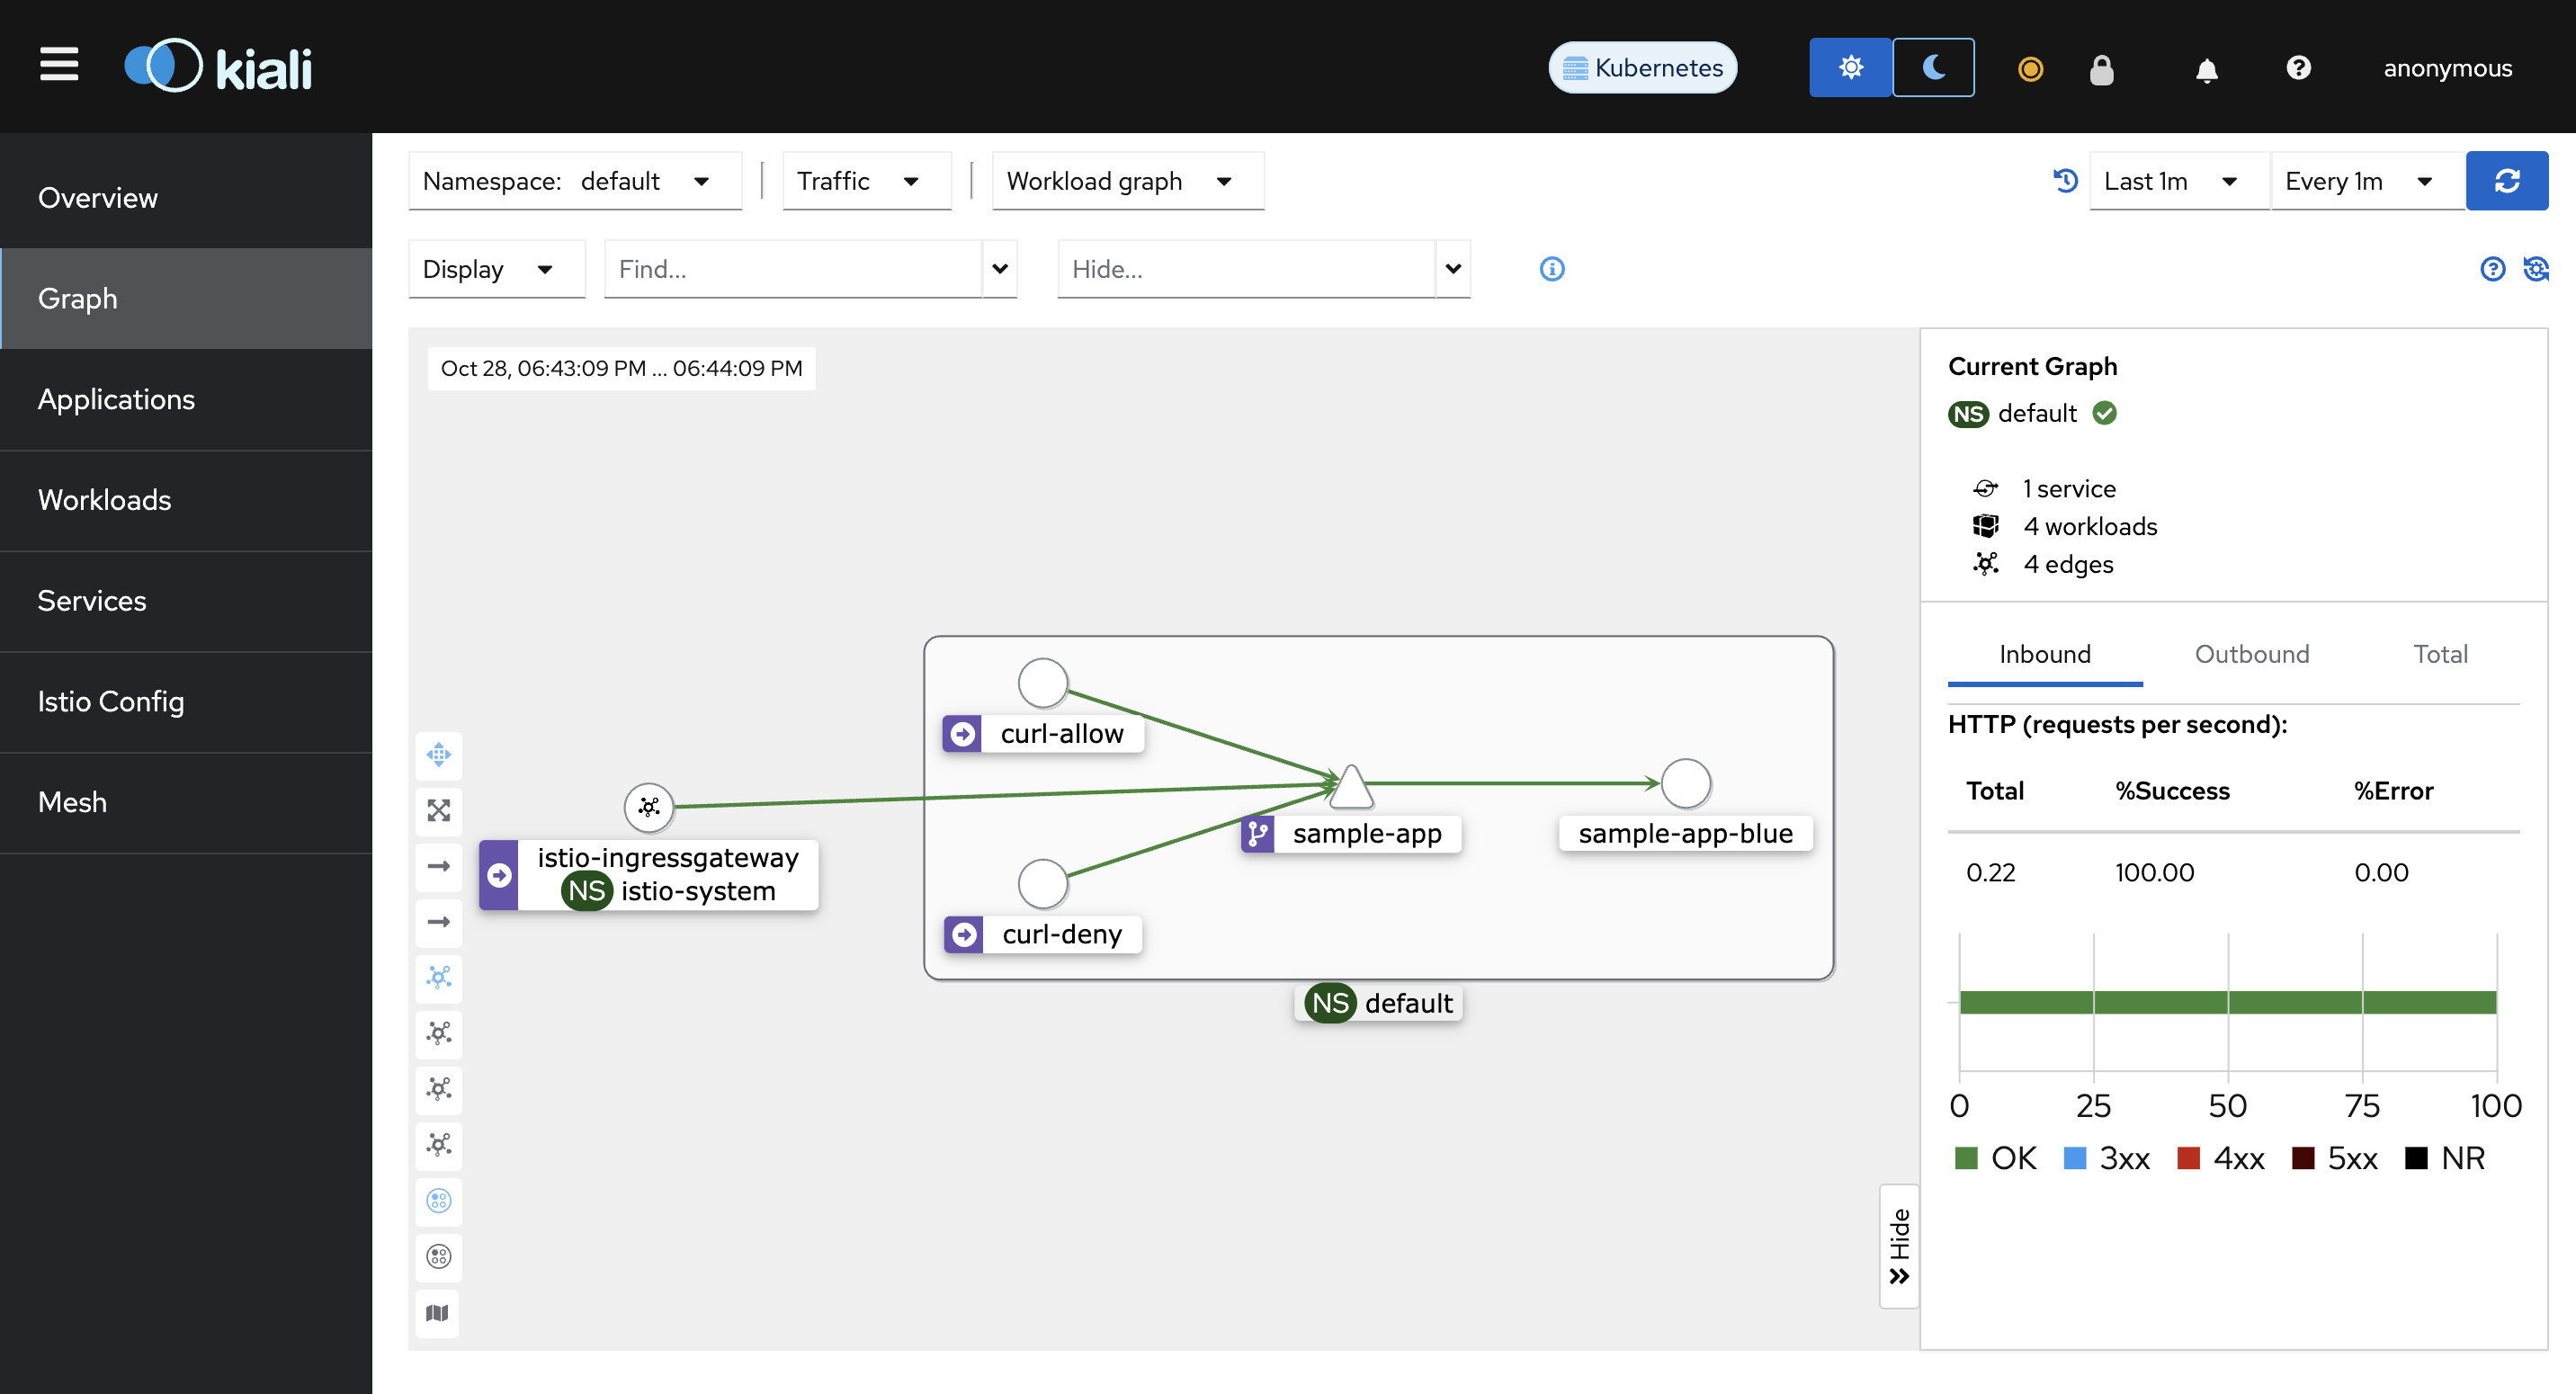 kiali
Kubernetes
anonymous
Overview
Graph
Applications
Workloads
Services
Istio Config
Mesh
Namespace: default
Traffic
Workload graph
Last 1m
Every 1m
Display
Find...
Hide...
Oct 28, 06:43:09 PM ... 06:44:09 PM
curl-allow
istio-ingressgateway
NS istio-system
sample-app
sample-app-blue
curl-deny
NS default
Hide
Current Graph
NS default
1 service
4 workloads
4 edges
Inbound Outbound Total
HTTP (requests per second):
Total %Success %Error
0.22 100.00 0.00
0 25 50 75 100
OK 3xx 4xx 5xx NR